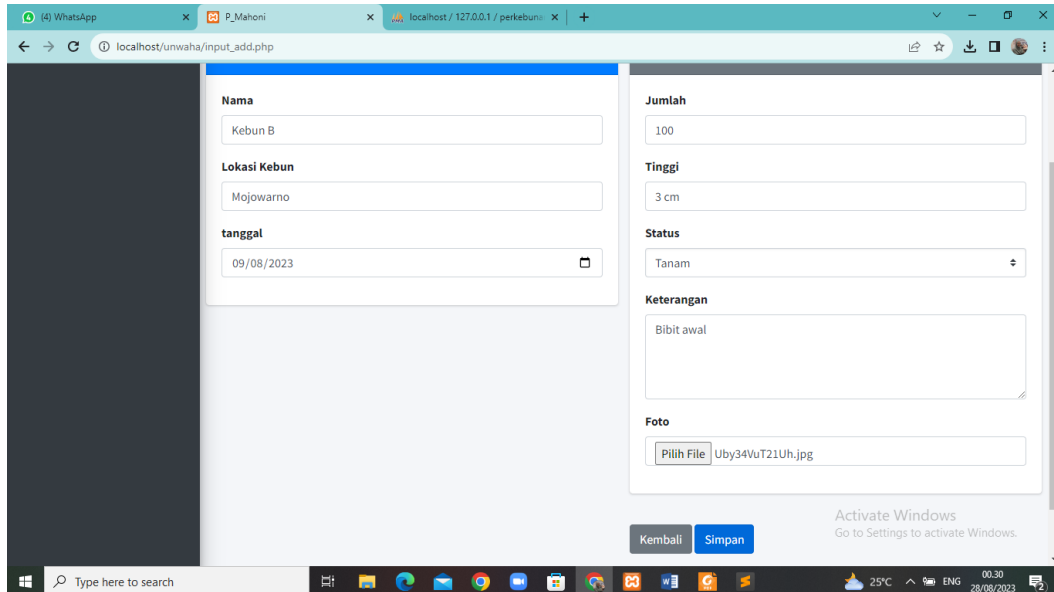 (4) WhatsApp
P_Mahoni
localhost / 127.0.0.1 / perkebuna
localhost/unwaha/input_add.php
Nama
Kebun B
Lokasi Kebun
Mojowarno
tanggal
09/08/2023
Jumlah
100
Tinggi
3 cm
Status
Tanam
Keterangan
Bibit awal
Foto
Pilih File Uby34VuT21Uh.jpg
Kembali
Simpan
Activate Windows
Go to Settings to activate Windows.
Type here to search
25°C
ENG
00.30
28/08/2023
2